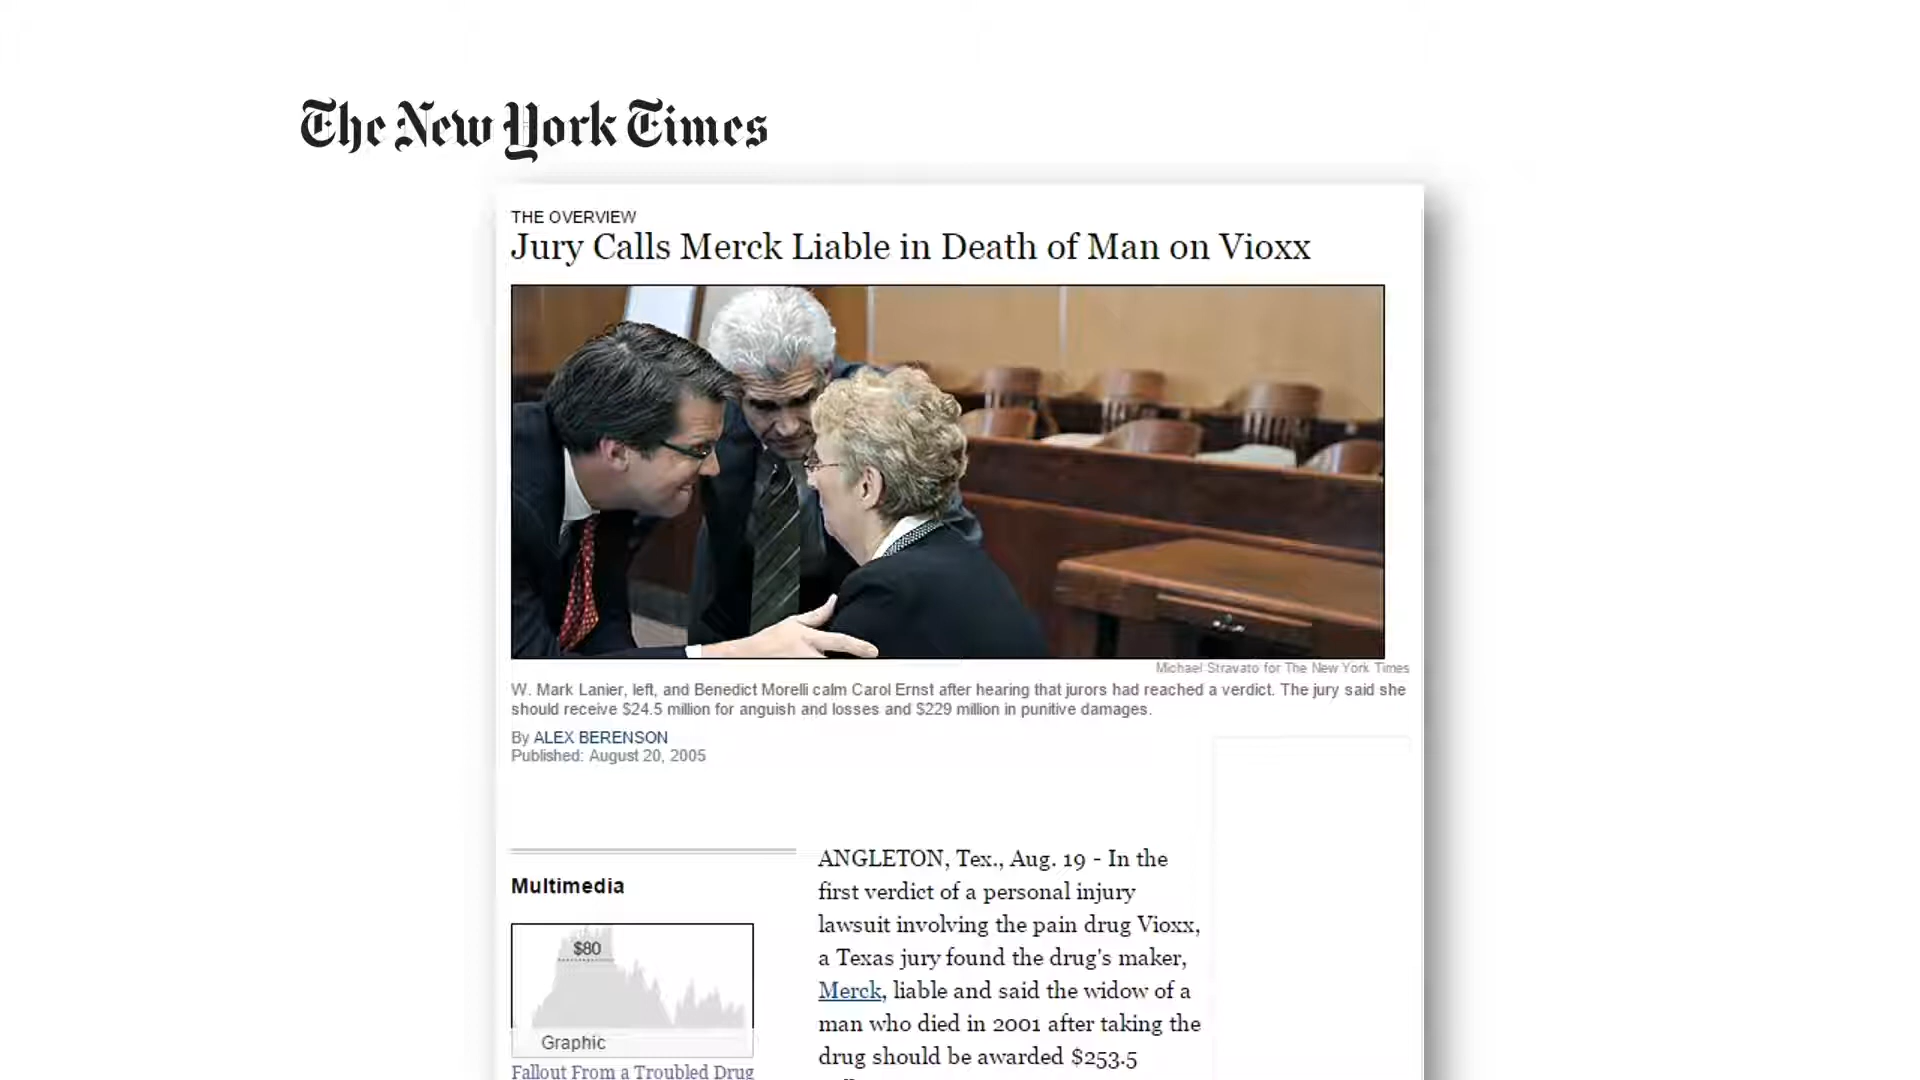 The New York Times
THE OVERVIEW
Jury Calls Merck Liable in Death of Man on Vioxx
Michael Stravato for The New York Times
W. Mark Lanier, left, and Benedict Morelli calm Carol Ernst after hearing that jurors had reached a verdict. The jury said she
should receive $24.5 million for anguish and losses and $229 million in punitive damages.
By ALEX BERENSON
Published: August 20, 2005
Multimedia
$80
Graphic
Fallout From a Troubled Drug
ANGLETON, Tex., Aug. 19 - In the
first verdict of a personal injury
lawsuit involving the pain drug Vioxx,
a Texas jury found the drug's maker,
Merck, liable and said the widow of a
man who died in 2001 after taking the
drug should be awarded $253.5